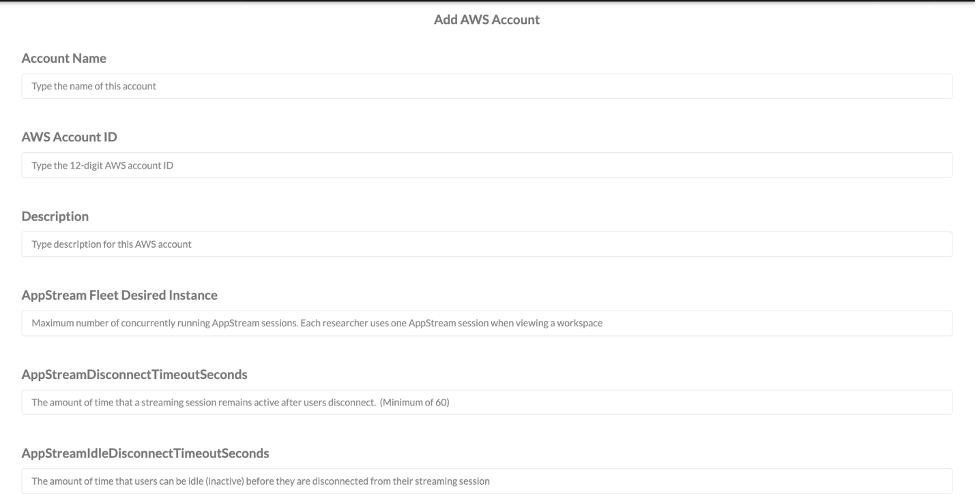 Add AWS Account
Account Name
Type the name of this account
AWS Account ID
Type the 12-digit AWS account ID
Description
Type description for this AWS account
AppStream Fleet Desired Instance
Maximum number of concurrently running AppStream sessions. Each researcher uses one AppStream session when viewing a workspace
AppStreamDisconnectTimeoutSeconds
The amount of time that a streaming session remains active after users disconnect.  (Minimum of 60)
AppStreamIdleDisconnectTimeoutSeconds
The amount of time that users can be idle (inactive) before they are disconnected from their streaming session